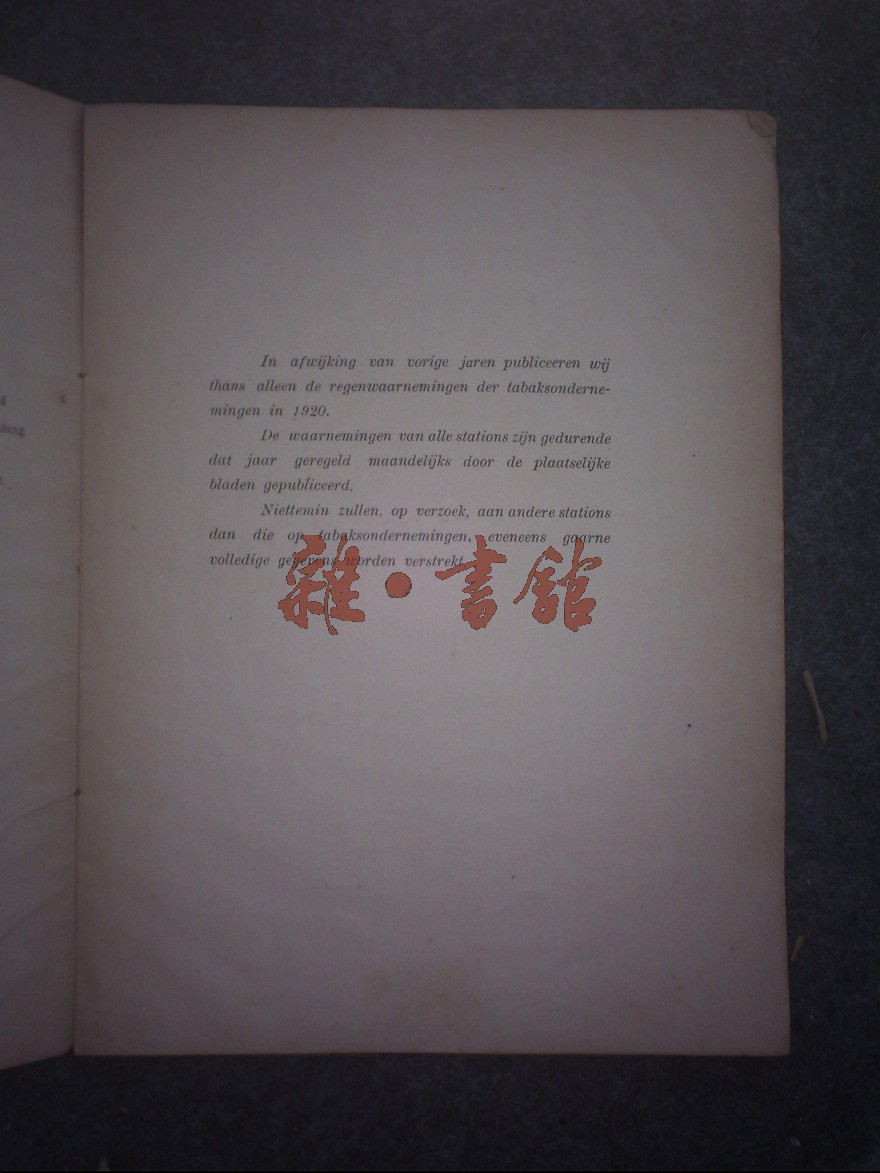 In afwijking van vorige jaren publiceeren wij
thans alleen de regenwaarnemingen der tabaksonderne-
mingen in 1920.
De waarnemingen van alle stations zijn gedurende
dat jaar geregeld maandelijks door de plaatselijke
bladen gepubliceerd.
Niettemin zullen, op verzoek, aan andere stations
dan die op tabaksondernemingen, eveneens gaarne
volledige gegevens worden verstrekt.
雜·書館